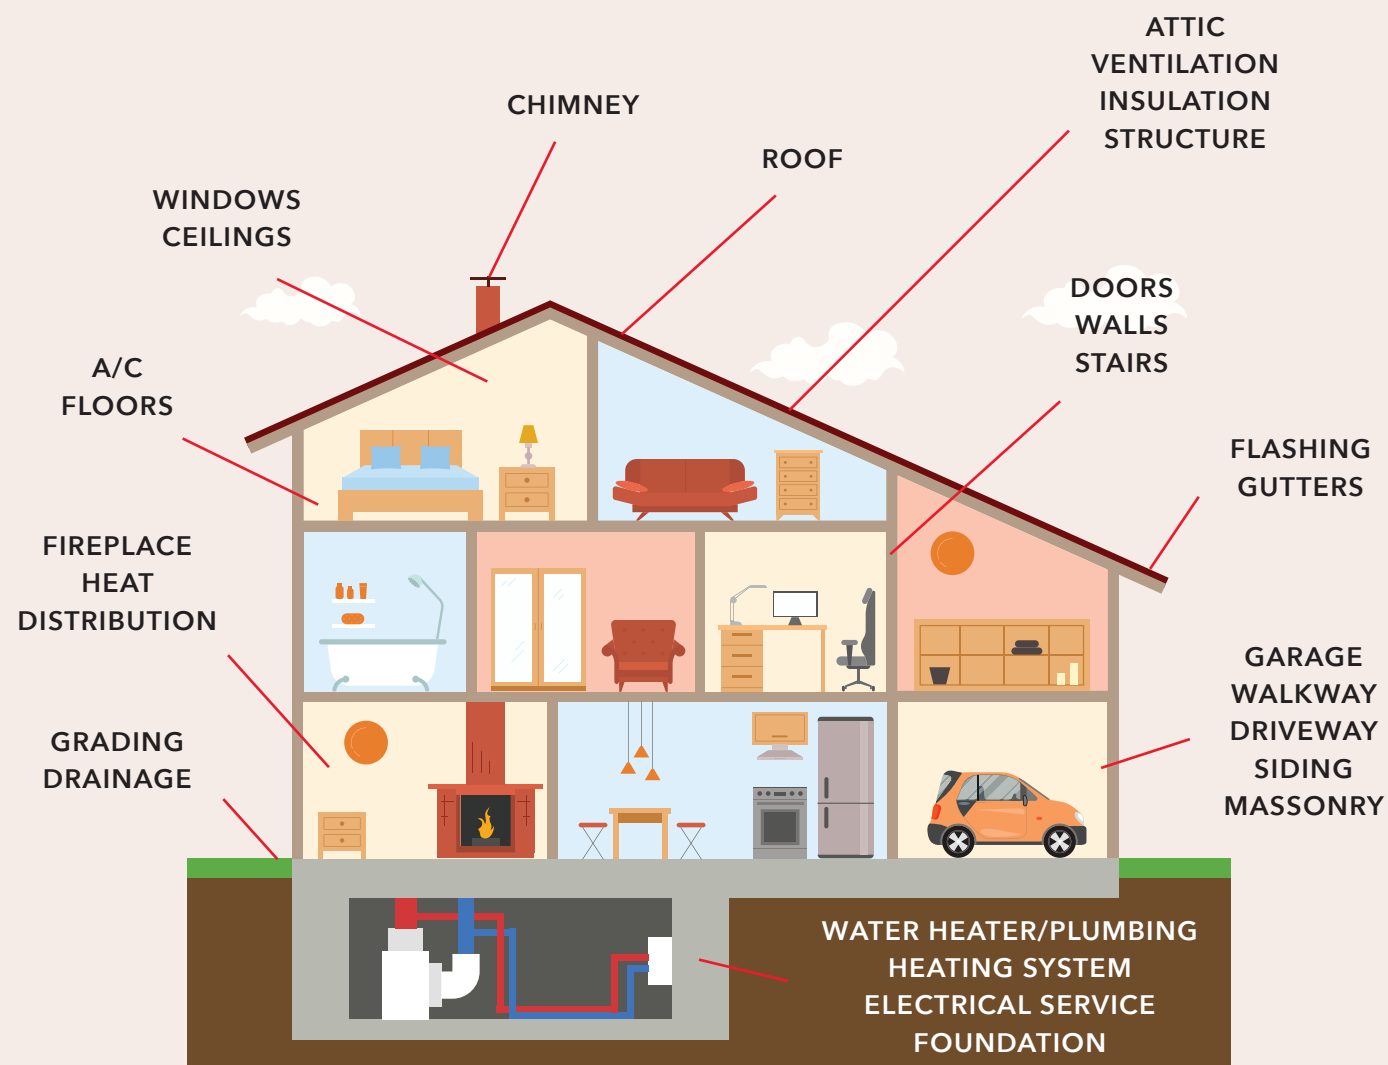 ATTIC
VENTILATION
INSULATION
STRUCTURE
CHIMNEY
ROOF
WINDOWS
CEILINGS
DOORS
WALLS
STAIRS
A/C
FLOORS
FLASHING
GUTTERS
FIREPLACE
HEAT
DISTRIBUTION
GARAGE
WALKWAY
DRIVEWAY
SIDING
MASSONRY
GRADING
DRAINAGE
WATER HEATER/PLUMBING
HEATING SYSTEM
ELECTRICAL SERVICE
FOUNDATION